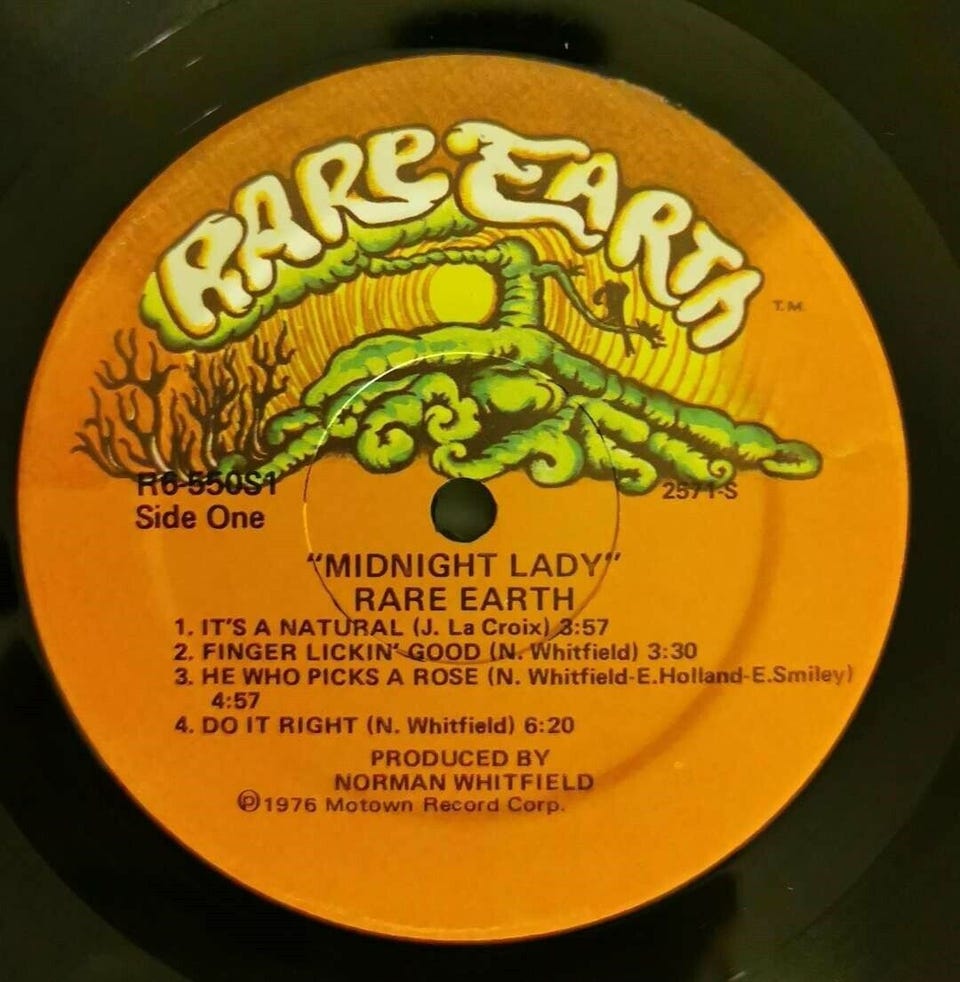 RARE EARTH
T.M.
R6-550S1
2571-S
Side One
"MIDNIGHT LADY"
RARE EARTH
1. IT'S A NATURAL (J. La Croix) 3:57
2. FINGER LICKIN' GOOD (N. Whitfield) 3:30
3. HE WHO PICKS A ROSE (N. Whitfield-E.Holland-E.Smiley)
4:57
4. DO IT RIGHT (N. Whitfield) 6:20
PRODUCED BY
NORMAN WHITFIELD
℗1976 Motown Record Corp.